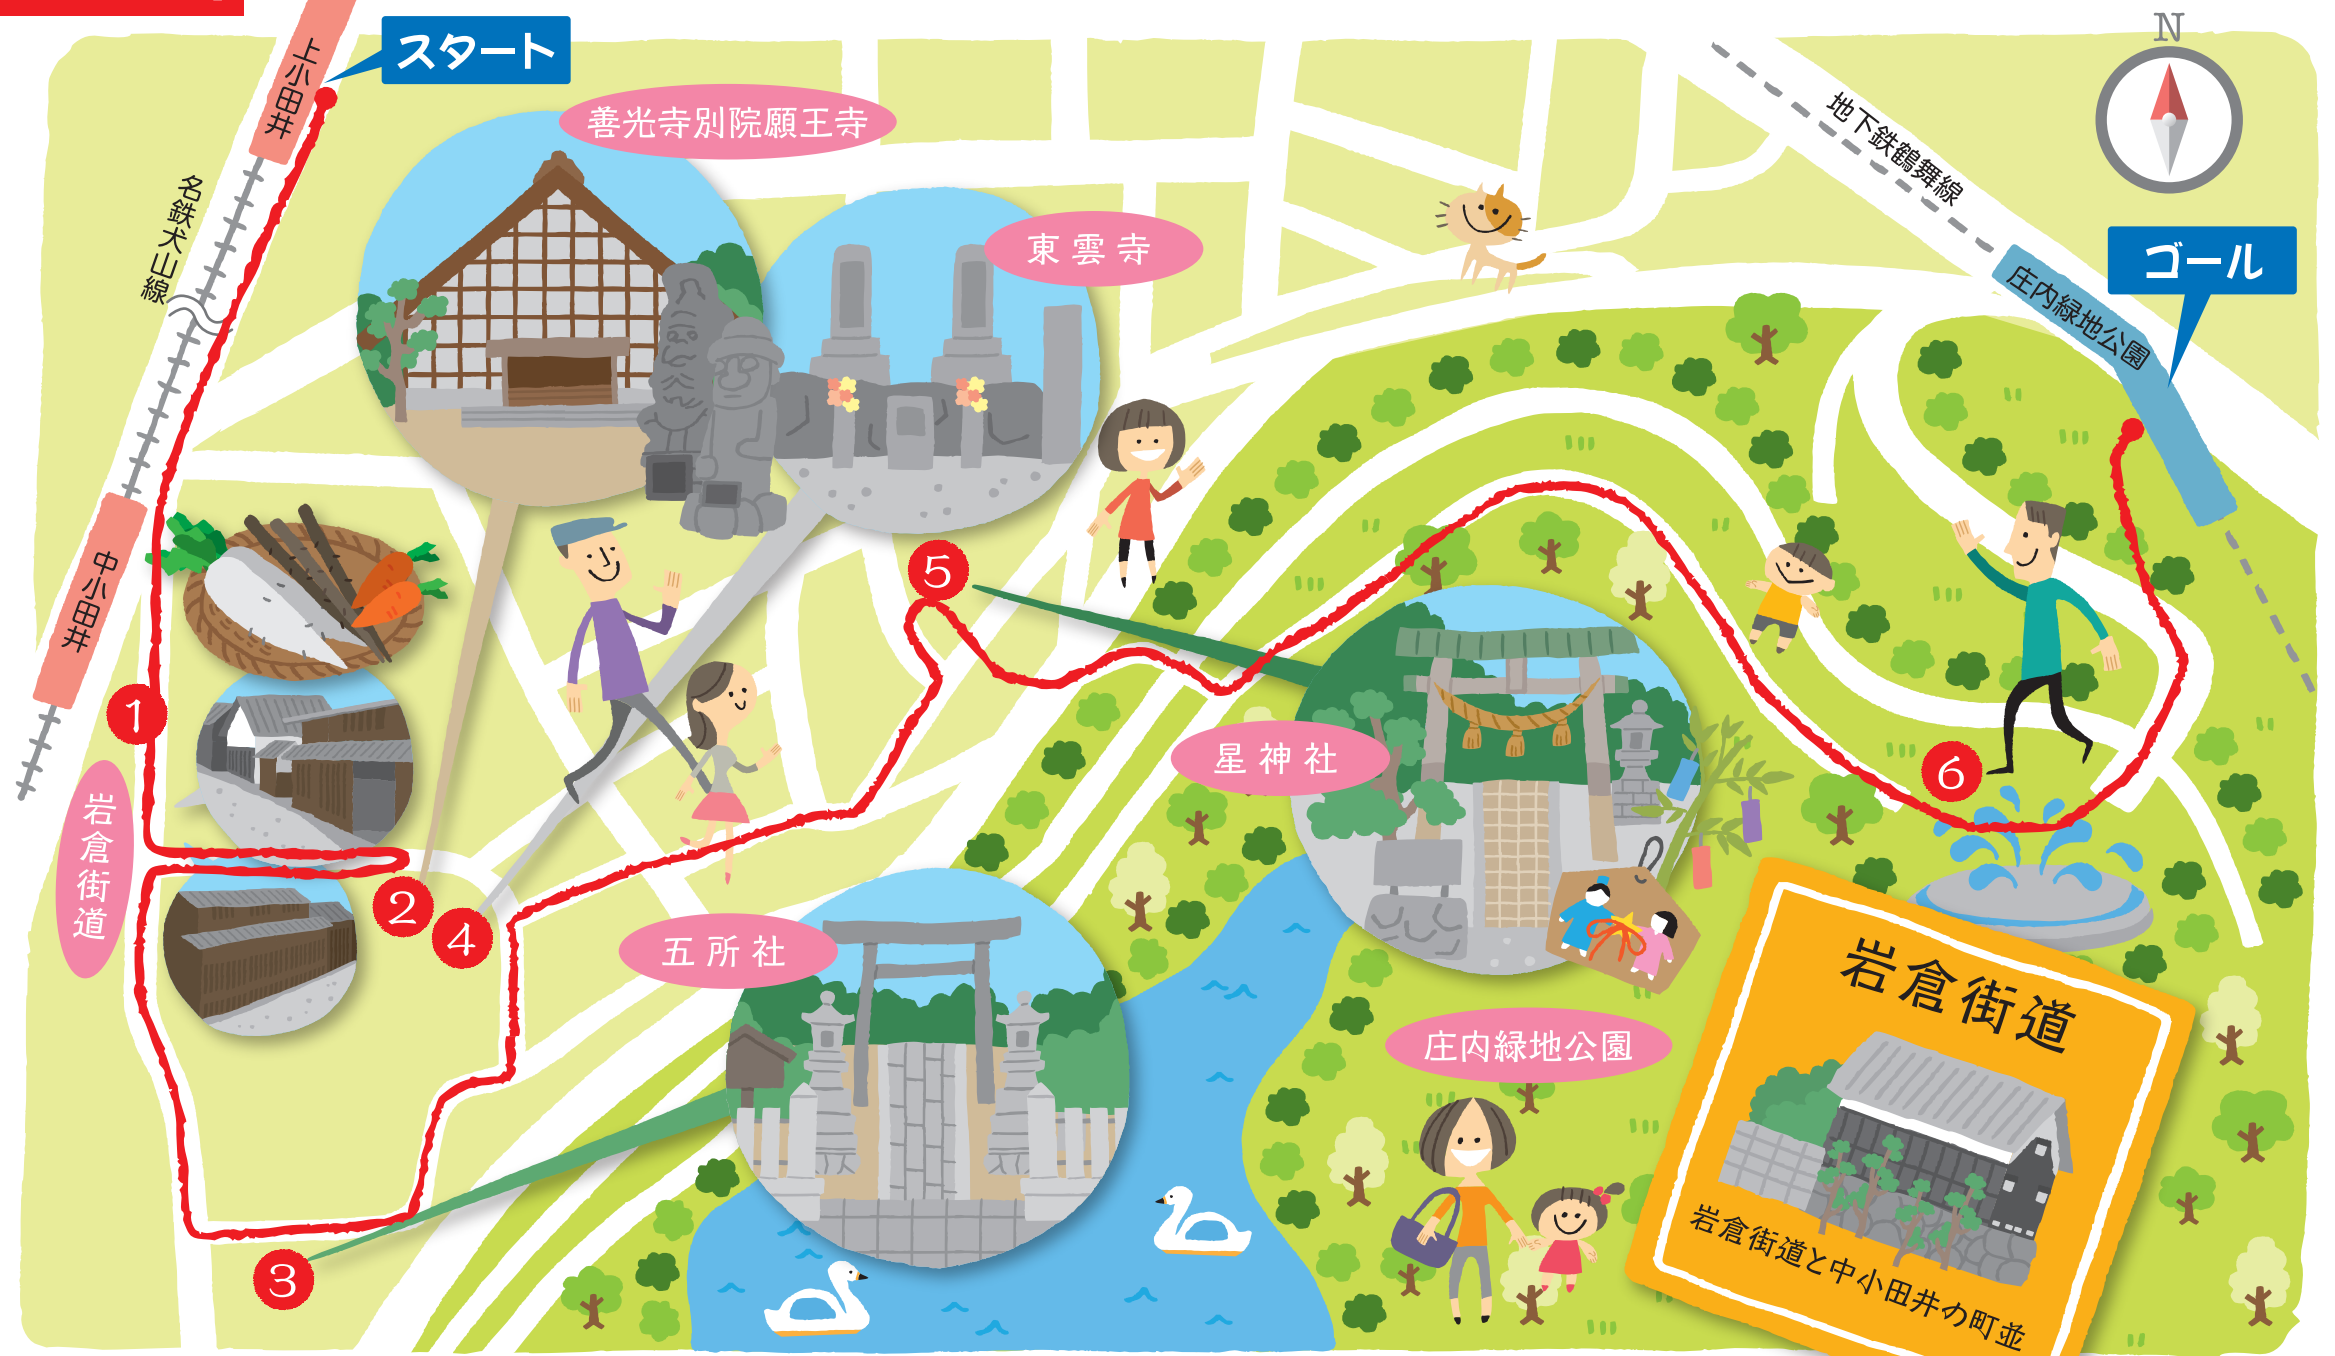 スタート
上小田井
N
地下鉄鶴舞線
善光寺別院願王寺
名鉄犬山線
東雲寺
ゴール
庄内緑地公園
中小田井
5
1
星神社
6
岩倉街道
2
4
五所社
庄内緑地公園
3
岩倉街道
岩倉街道と中小田井の町並